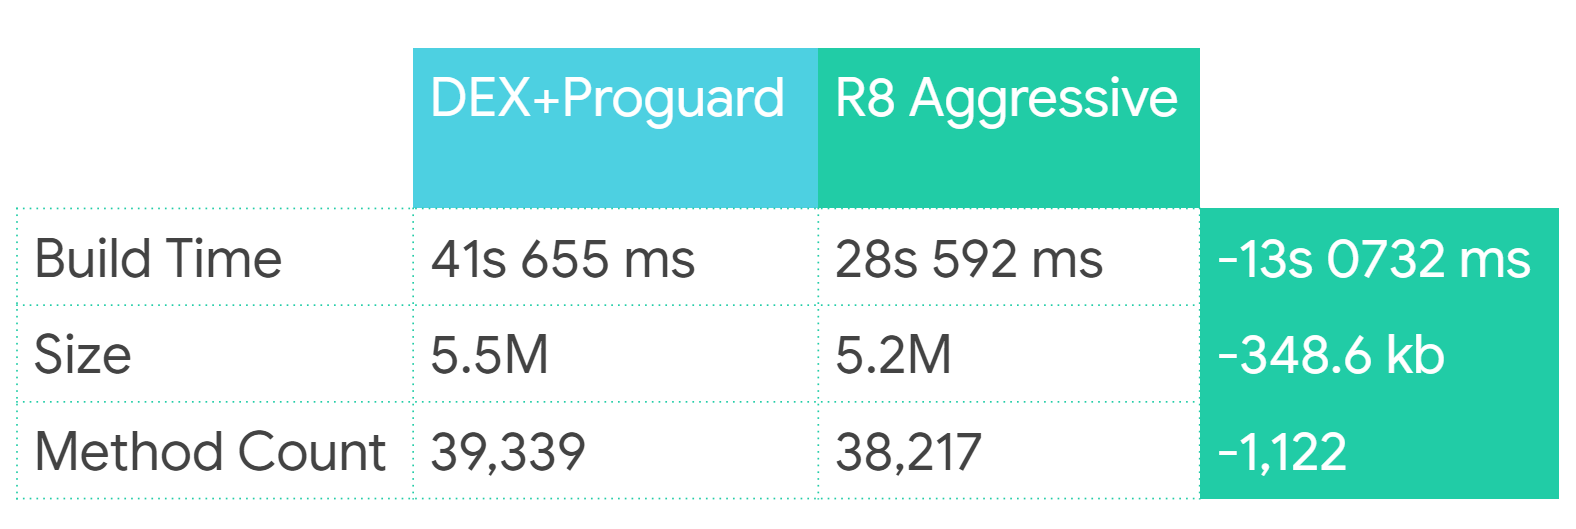 DEX+Proguard R8 Aggressive
Build Time 41s 655 ms 28s 592 ms -13s 0732 ms
Size 5.5M 5.2M -348.6 kb
Method Count 39,339 38,217 -1,122